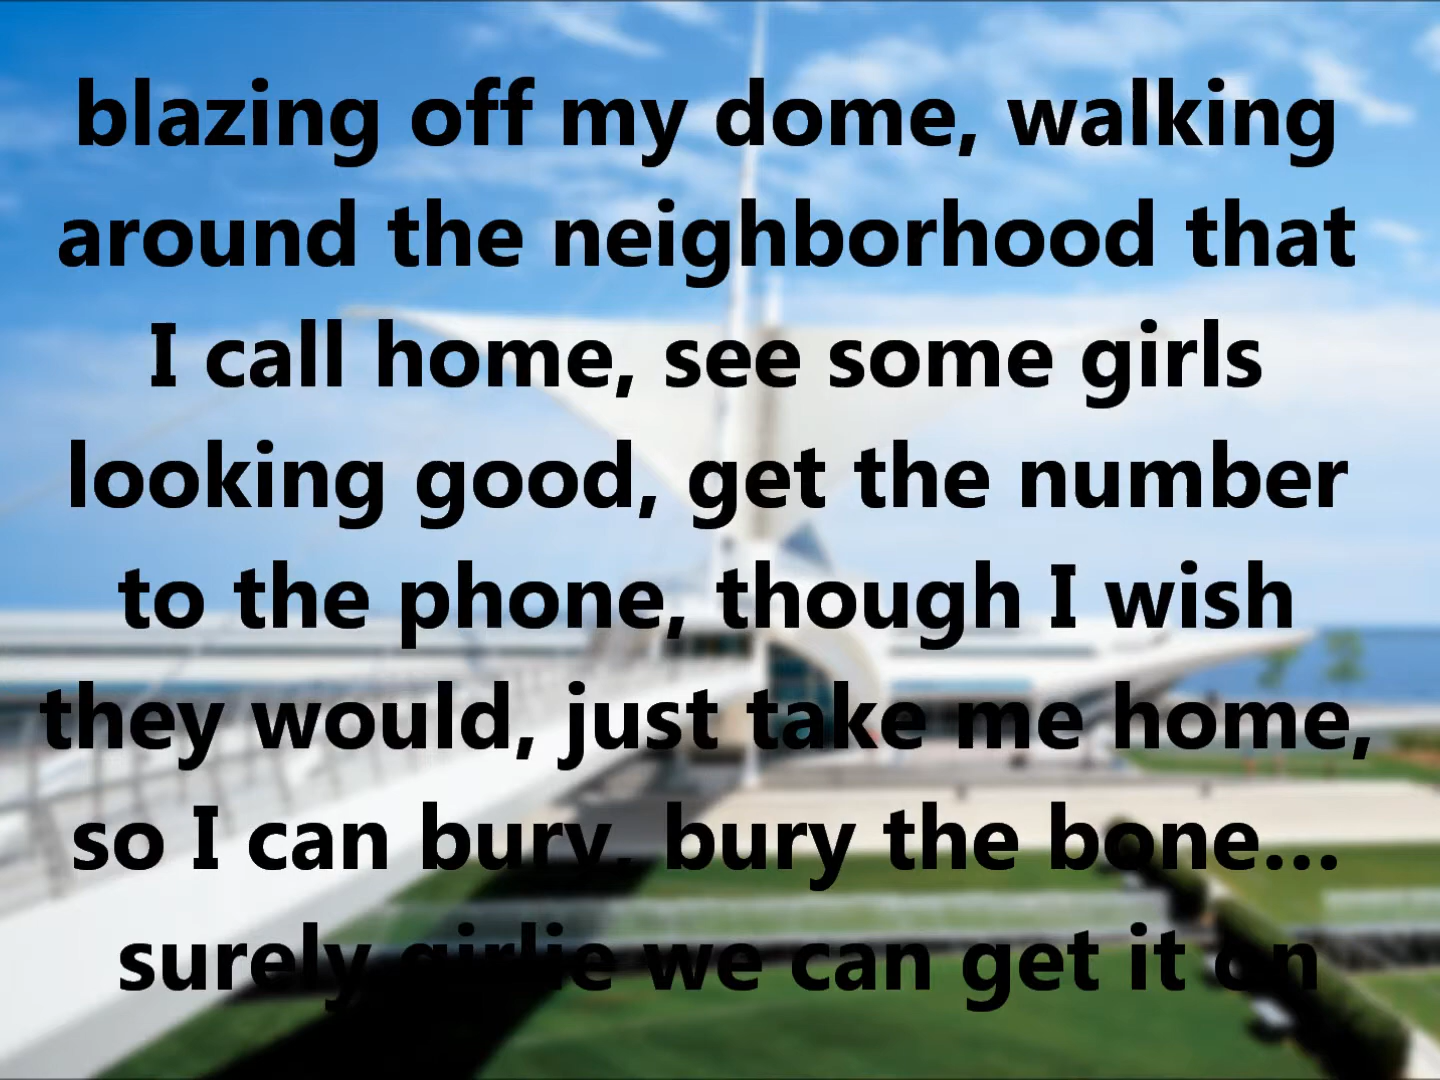 blazing off my dome, walking
around the neighborhood that
I call home, see some girls
looking good, get the number
to the phone, though I wish
they would, just take me home,
so I can bury, bury the bone...
surely girlie we can get it on